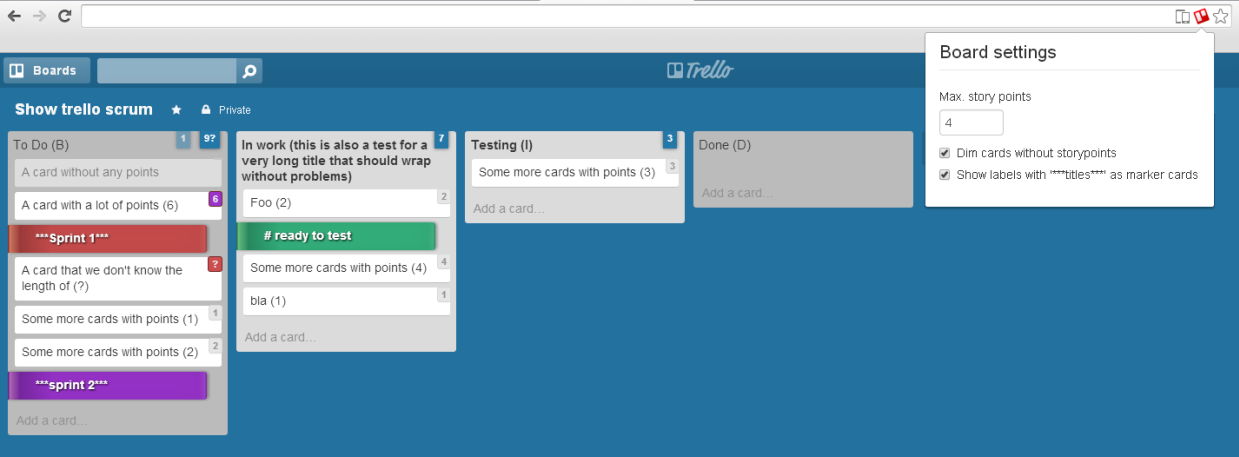 Boards
Trello
Show trello scrum
Private
To Do (B)
1
9?
A card without any points
A card with a lot of points (6)
6
***Sprint 1***
A card that we don't know the
length of (?)
?
Some more cards with points (1)
1
Some more cards with points (2)
2
***sprint 2***
Add a card...
In work (this is also a test for a
very long title that should wrap
without problems)
7
Foo (2)
2
# ready to test
Some more cards with points (4)
4
bla (1)
1
Add a card...
Testing (I)
3
Some more cards with points (3)
3
Add a card...
Done (D)
Add a card...
Board settings
Max. story points
4
Dim cards without storypoints
Show labels with '***titles***' as marker cards